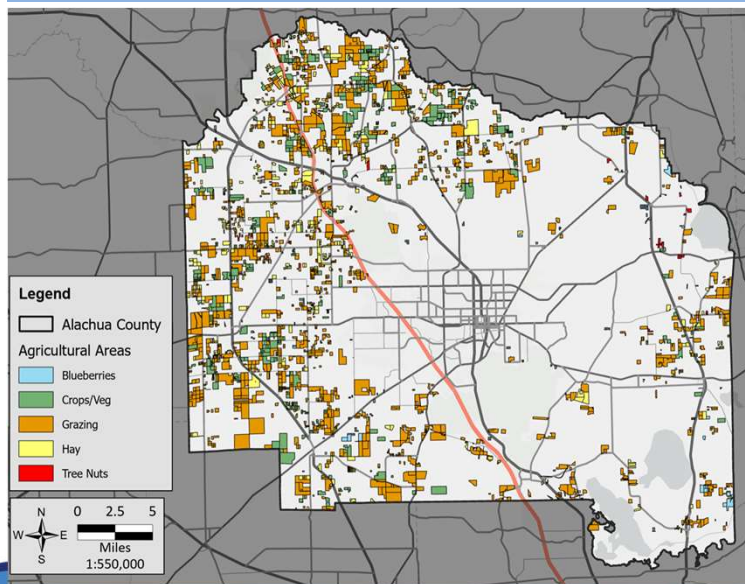 Legend
Alachua County
Agricultural Areas
Blueberries
Crops/Veg
Grazing
Hay
Tree Nuts
N
W E
S
0 2.5 5
Miles
1:550,000